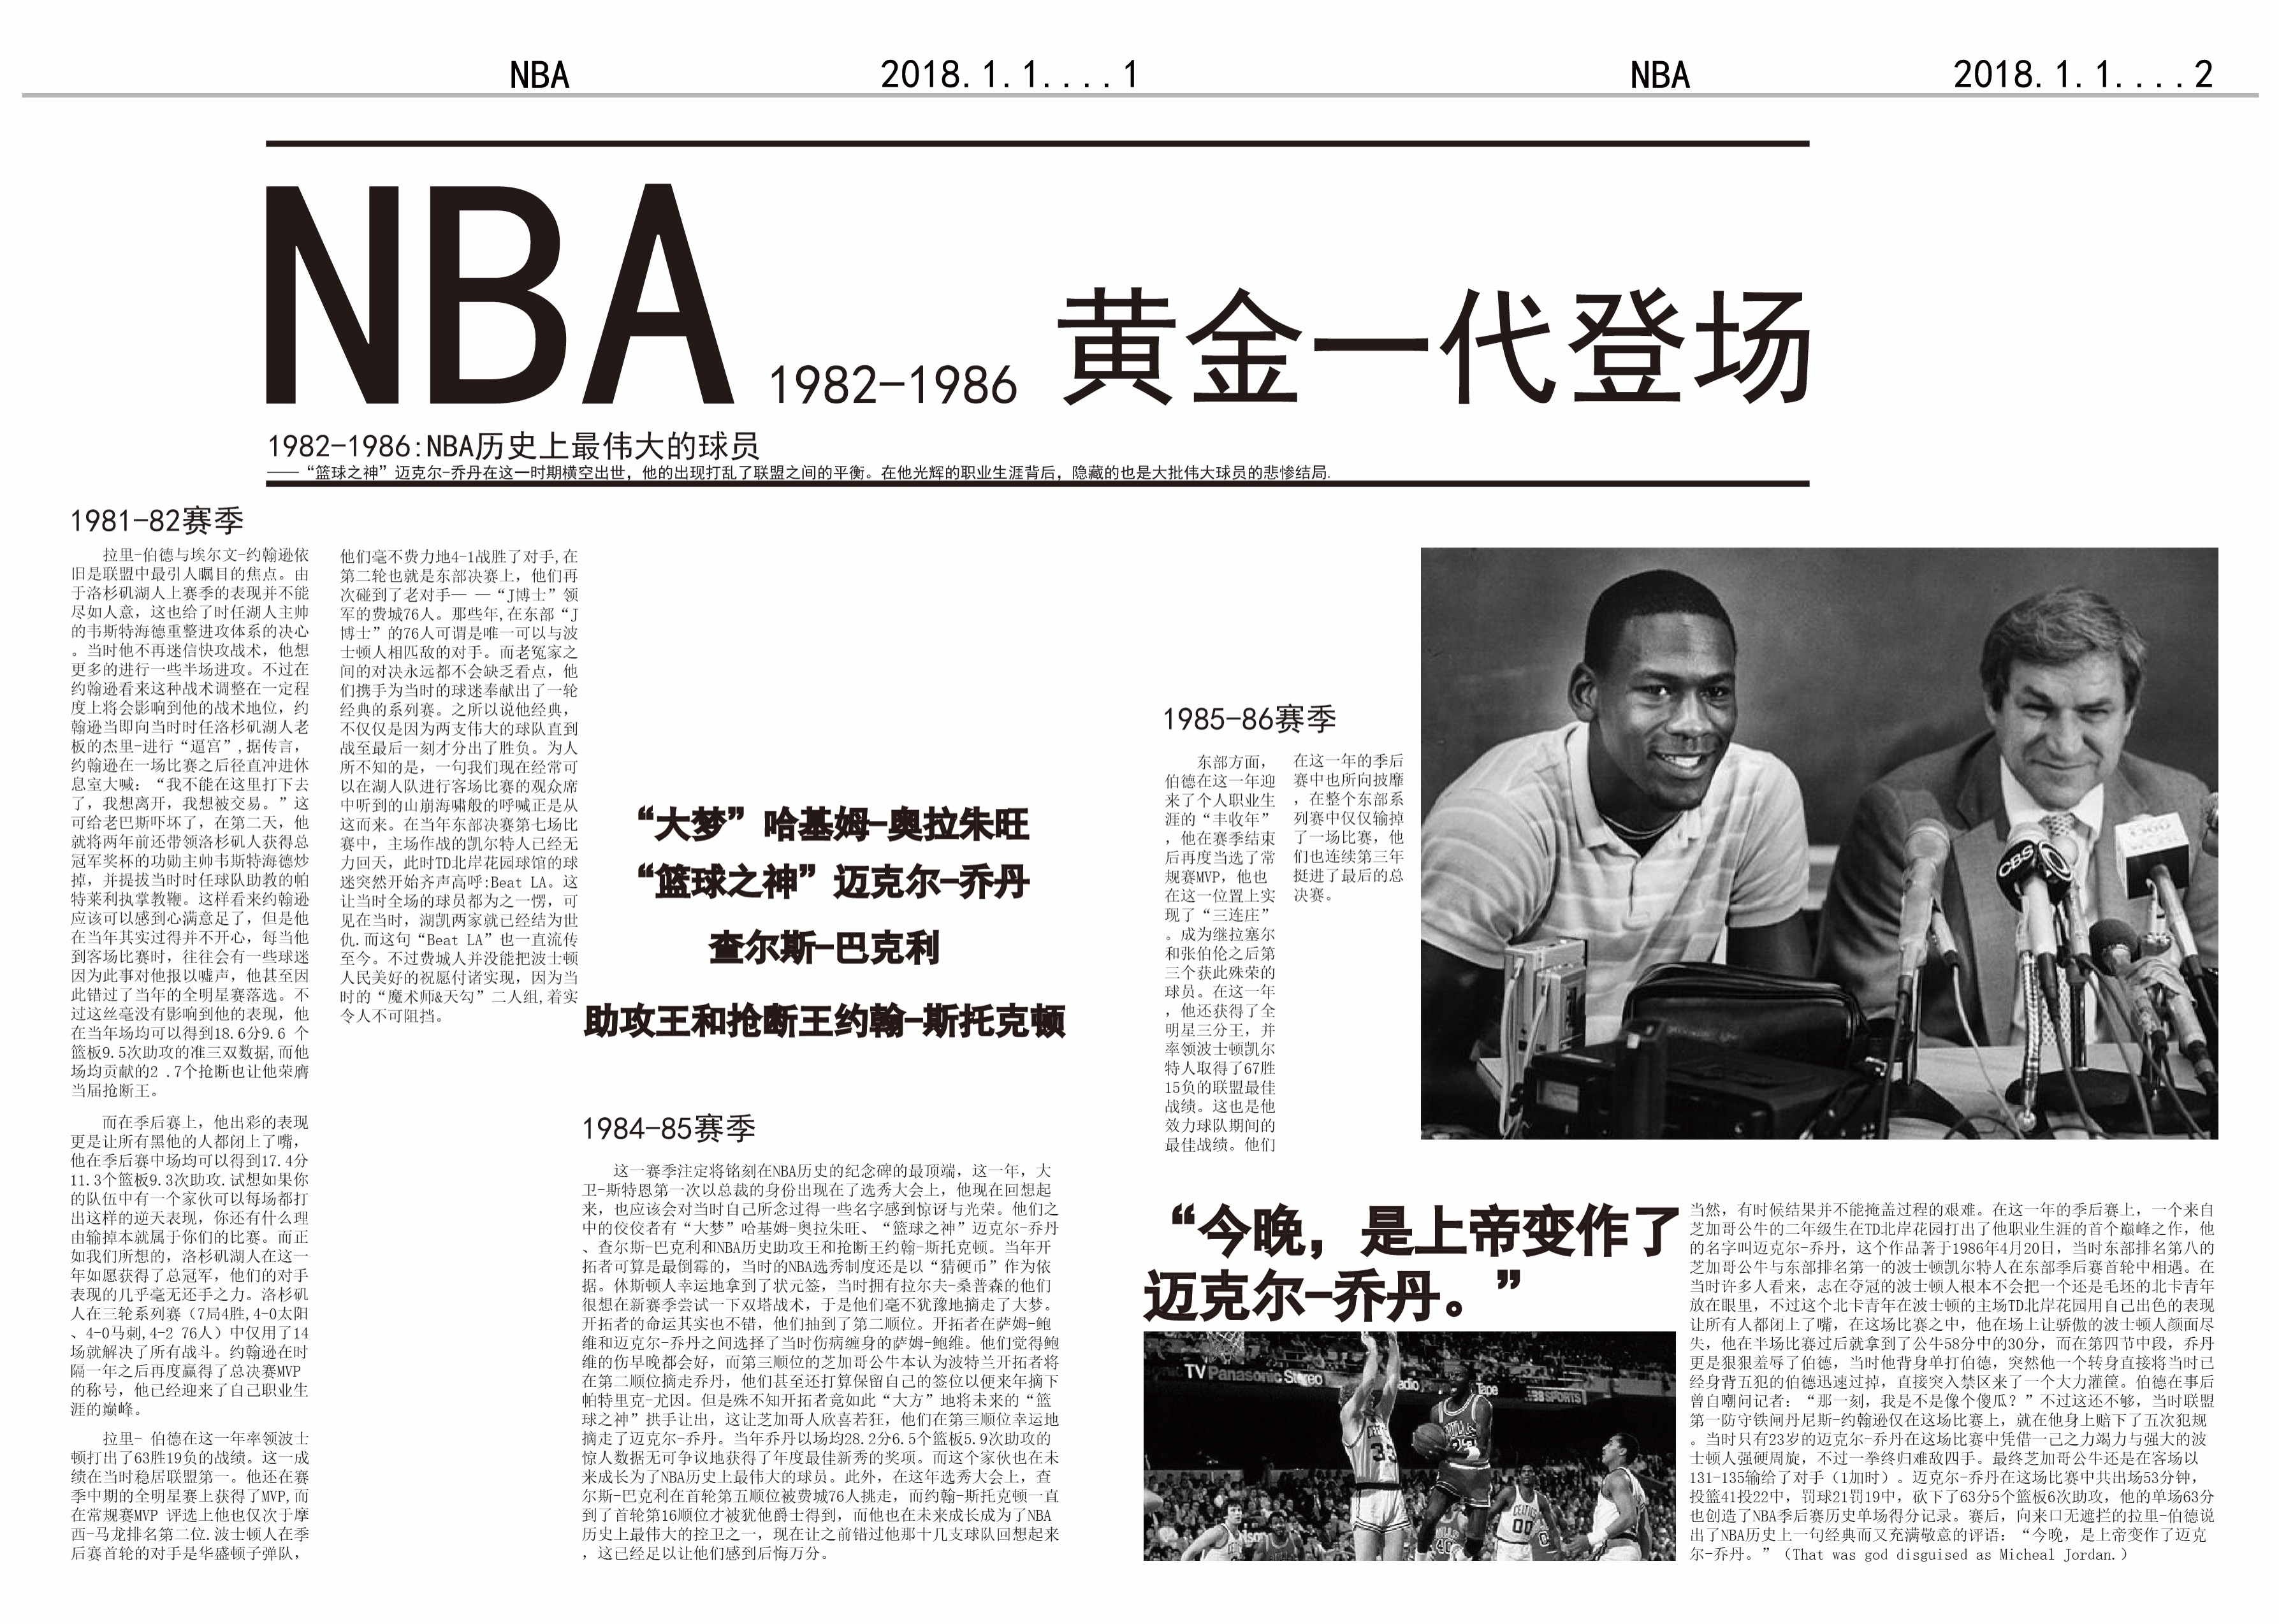 NBA
2018.1.1....1
NBA
2018.1.1....2
NBA 1982-1986 黄金一代登场
1982-1986:NBA历史上最伟大的球员
——“篮球之神”迈克尔-乔丹在这一时期横空出世，他的出现打乱了联盟之间的平衡。在他光辉的职业生涯背后，隐藏的也是大批伟大球员的悲惨结局.
1981-82赛季
拉里-伯德与埃尔文-约翰逊依
旧是联盟中最引人瞩目的焦点。由
于洛杉矶湖人上赛季的表现并不能
尽如人意，这也给了时任湖人主帅
的韦斯特海德重整进攻体系的决心
。当时他不再迷信快攻战术，他想
更多的进行一些半场进攻。不过在
约翰逊看来这种战术调整在一定程
度上将会影响到他的战术地位，约
翰逊当即向当时时任洛杉矶湖人老
板的杰里-进行“逼宫”,据传言，
约翰逊在一场比赛之后径直冲进休
息室大喊：“我不能在这里打下去
了，我想离开，我想被交易。”这
可给老巴斯吓坏了，在第二天，他
就将两年前还带领洛杉矶人获得总
冠军奖杯的功勋主帅韦斯特海德炒
掉，并提拔当时时任球队助教的帕
特莱利执掌教鞭。这样看来约翰逊
应该可以感到心满意足了，但是他
在当年其实过得并不开心，每当他
到客场比赛时，往往会有一些球迷
因为此事对他报以嘘声，他甚至因
此错过了当年的全明星赛落选。不
过这丝毫没有影响到他的表现，他
在当年场均可以得到18.6分9.6 个
篮板9.5次助攻的准三双数据,而他
场均贡献的2 .7个抢断也让他荣膺
当届抢断王。
而在季后赛上，他出彩的表现
更是让所有黑他的人都闭上了嘴，
他在季后赛中场均可以得到17.4分
11.3个篮板9.3次助攻.试想如果你
的队伍中有一个家伙可以每场都打
出这样的逆天表现，你还有什么理
由输掉本就属于你们的比赛。而正
如我们所想的，洛杉矶湖人在这一
年如愿获得了总冠军，他们的对手
表现的几乎毫无还手之力。洛杉矶
人在三轮系列赛（7局4胜,4-0太阳
、4-0马刺,4-2 76人）中仅用了14
场就解决了所有战斗。约翰逊在时
隔一年之后再度赢得了总决赛MVP
的称号，他已经迎来了自己职业生
涯的巅峰。
拉里- 伯德在这一年率领波士
顿打出了63胜19负的战绩。这一成
绩在当时稳居联盟第一。他还在赛
季中期的全明星赛上获得了MVP,而
在常规赛MVP 评选上他也仅次于摩
西-马龙排名第二位.波士顿人在季
后赛首轮的对手是华盛顿子弹队，
他们毫不费力地4-1战胜了对手,在
第二轮也就是东部决赛上，他们再
次碰到了老对手— —“J博士”领
军的费城76人。那些年,在东部“J
博士”的76人可谓是唯一可以与波
士顿人相匹敌的对手。而老冤家之
间的对决永远都不会缺乏看点，他
们携手为当时的球迷奉献出了一轮
经典的系列赛。之所以说他经典，
不仅仅是因为两支伟大的球队直到
战至最后一刻才分出了胜负。为人
所不知的是，一句我们现在经常可
以在湖人队进行客场比赛的观众席
中听到的山崩海啸般的呼喊正是从
这而来。在当年东部决赛第七场比
赛中，主场作战的凯尔特人已经无
力回天，此时TD北岸花园球馆的球
迷突然开始齐声高呼:Beat LA。这
让当时全场的球员都为之一愣，可
见在当时，湖凯两家就已经结为世
仇.而这句“Beat LA”也一直流传
至今。不过费城人并没能把波士顿
人民美好的祝愿付诸实现，因为当
时的“魔术师&天勾”二人组,着实
令人不可阻挡。
“大梦”哈基姆-奥拉朱旺
“篮球之神”迈克尔-乔丹
查尔斯-巴克利
助攻王和抢断王约翰-斯托克顿
1984-85赛季
这一赛季注定将铭刻在NBA历史的纪念碑的最顶端，这一年，大
卫-斯特恩第一次以总裁的身份出现在了选秀大会上，他现在回想起
来，也应该会对当时自己所念过得一些名字感到惊讶与光荣。他们之
中的佼佼者有“大梦”哈基姆-奥拉朱旺、“篮球之神”迈克尔-乔丹
、查尔斯-巴克利和NBA历史助攻王和抢断王约翰-斯托克顿。当年开
拓者可算是最倒霉的，当时的NBA选秀制度还是以“猜硬币”作为依
据。休斯顿人幸运地拿到了状元签，当时拥有拉尔夫-桑普森的他们
很想在新赛季尝试一下双塔战术，于是他们毫不犹豫地摘走了大梦。
开拓者的命运其实也不错，他们抽到了第二顺位。开拓者在萨姆-鲍
维和迈克尔-乔丹之间选择了当时伤病缠身的萨姆-鲍维。他们觉得鲍
维的伤早晚都会好，而第三顺位的芝加哥公牛本认为波特兰开拓者将
在第二顺位摘走乔丹，他们甚至还打算保留自己的签位以便来年摘下
帕特里克-尤因。但是殊不知开拓者竟如此“大方”地将未来的“篮
球之神”拱手让出，这让芝加哥人欣喜若狂，他们在第三顺位幸运地
摘走了迈克尔-乔丹。当年乔丹以场均28.2分6.5个篮板5.9次助攻的
惊人数据无可争议地获得了年度最佳新秀的奖项。而这个家伙也在未
来成长为了NBA历史上最伟大的球员。此外，在这年选秀大会上，查
尔斯-巴克利在首轮第五顺位被费城76人挑走，而约翰-斯托克顿一直
到了首轮第16顺位才被犹他爵士得到，而他也在未来成长成为了NBA
历史上最伟大的控卫之一，现在让之前错过他那十几支球队回想起来
，这已经足以让他们感到后悔万分。
1985-86赛季
东部方面，
伯德在这一年迎
来了个人职业生
涯的“丰收年”
，他在赛季结束
后再度当选了常
规赛MVP，他也
在这一位置上实
现了“三连庄”
。成为继拉塞尔
和张伯伦之后第
三个获此殊荣的
球员。在这一年
，他还获得了全
明星三分王，并
率领波士顿凯尔
特人取得了67胜
15负的联盟最佳
战绩。这也是他
效力球队期间的
最佳战绩。他们
在这一年的季后
赛中也所向披靡
，在整个东部系
列赛中仅仅输掉
了一场比赛，他
们也连续第三年
挺进了最后的总
决赛。
CBS
“今晚，是上帝变作了
迈克尔-乔丹。”
TV Panasonic Stereo
adio
Tape
SPORTS
33
23
00
当然，有时候结果并不能掩盖过程的艰难。在这一年的季后赛上，一个来自
芝加哥公牛的二年级生在TD北岸花园打出了他职业生涯的首个巅峰之作，他
的名字叫迈克尔-乔丹，这个作品著于1986年4月20日，当时东部排名第八的
芝加哥公牛与东部排名第一的波士顿凯尔特人在东部季后赛首轮中相遇。在
当时许多人看来，志在夺冠的波士顿人根本不会把一个还是毛坯的北卡青年
放在眼里，不过这个北卡青年在波士顿的主场TD北岸花园用自己出色的表现
让所有人都闭上了嘴，在这场比赛之中，他在场上让骄傲的波士顿人颜面尽
失，他在半场比赛过后就拿到了公牛58分中的30分，而在第四节中段，乔丹
更是狠狠羞辱了伯德，当时他背身单打伯德，突然他一个转身直接将当时已
经身背五犯的伯德迅速过掉，直接突入禁区来了一个大力灌筐。伯德在事后
曾自嘲问记者：“那一刻，我是不是像个傻瓜？”不过这还不够，当时联盟
第一防守铁闸丹尼斯-约翰逊仅在这场比赛上，就在他身上赔下了五次犯规
。当时只有23岁的迈克尔-乔丹在这场比赛中凭借一己之力竭力与强大的波
士顿人强硬周旋，不过一拳终归难敌四手。最终芝加哥公牛还是在客场以
131-135输给了对手（1加时）。迈克尔-乔丹在这场比赛中共出场53分钟，
投篮41投22中，罚球21罚19中，砍下了63分5个篮板6次助攻，他的单场63分
也创造了NBA季后赛历史单场得分记录。赛后，向来口无遮拦的拉里-伯德说
出了NBA历史上一句经典而又充满敬意的评语：“今晚，是上帝变作了迈克
尔-乔丹。”（That was god disguised as Micheal Jordan.）